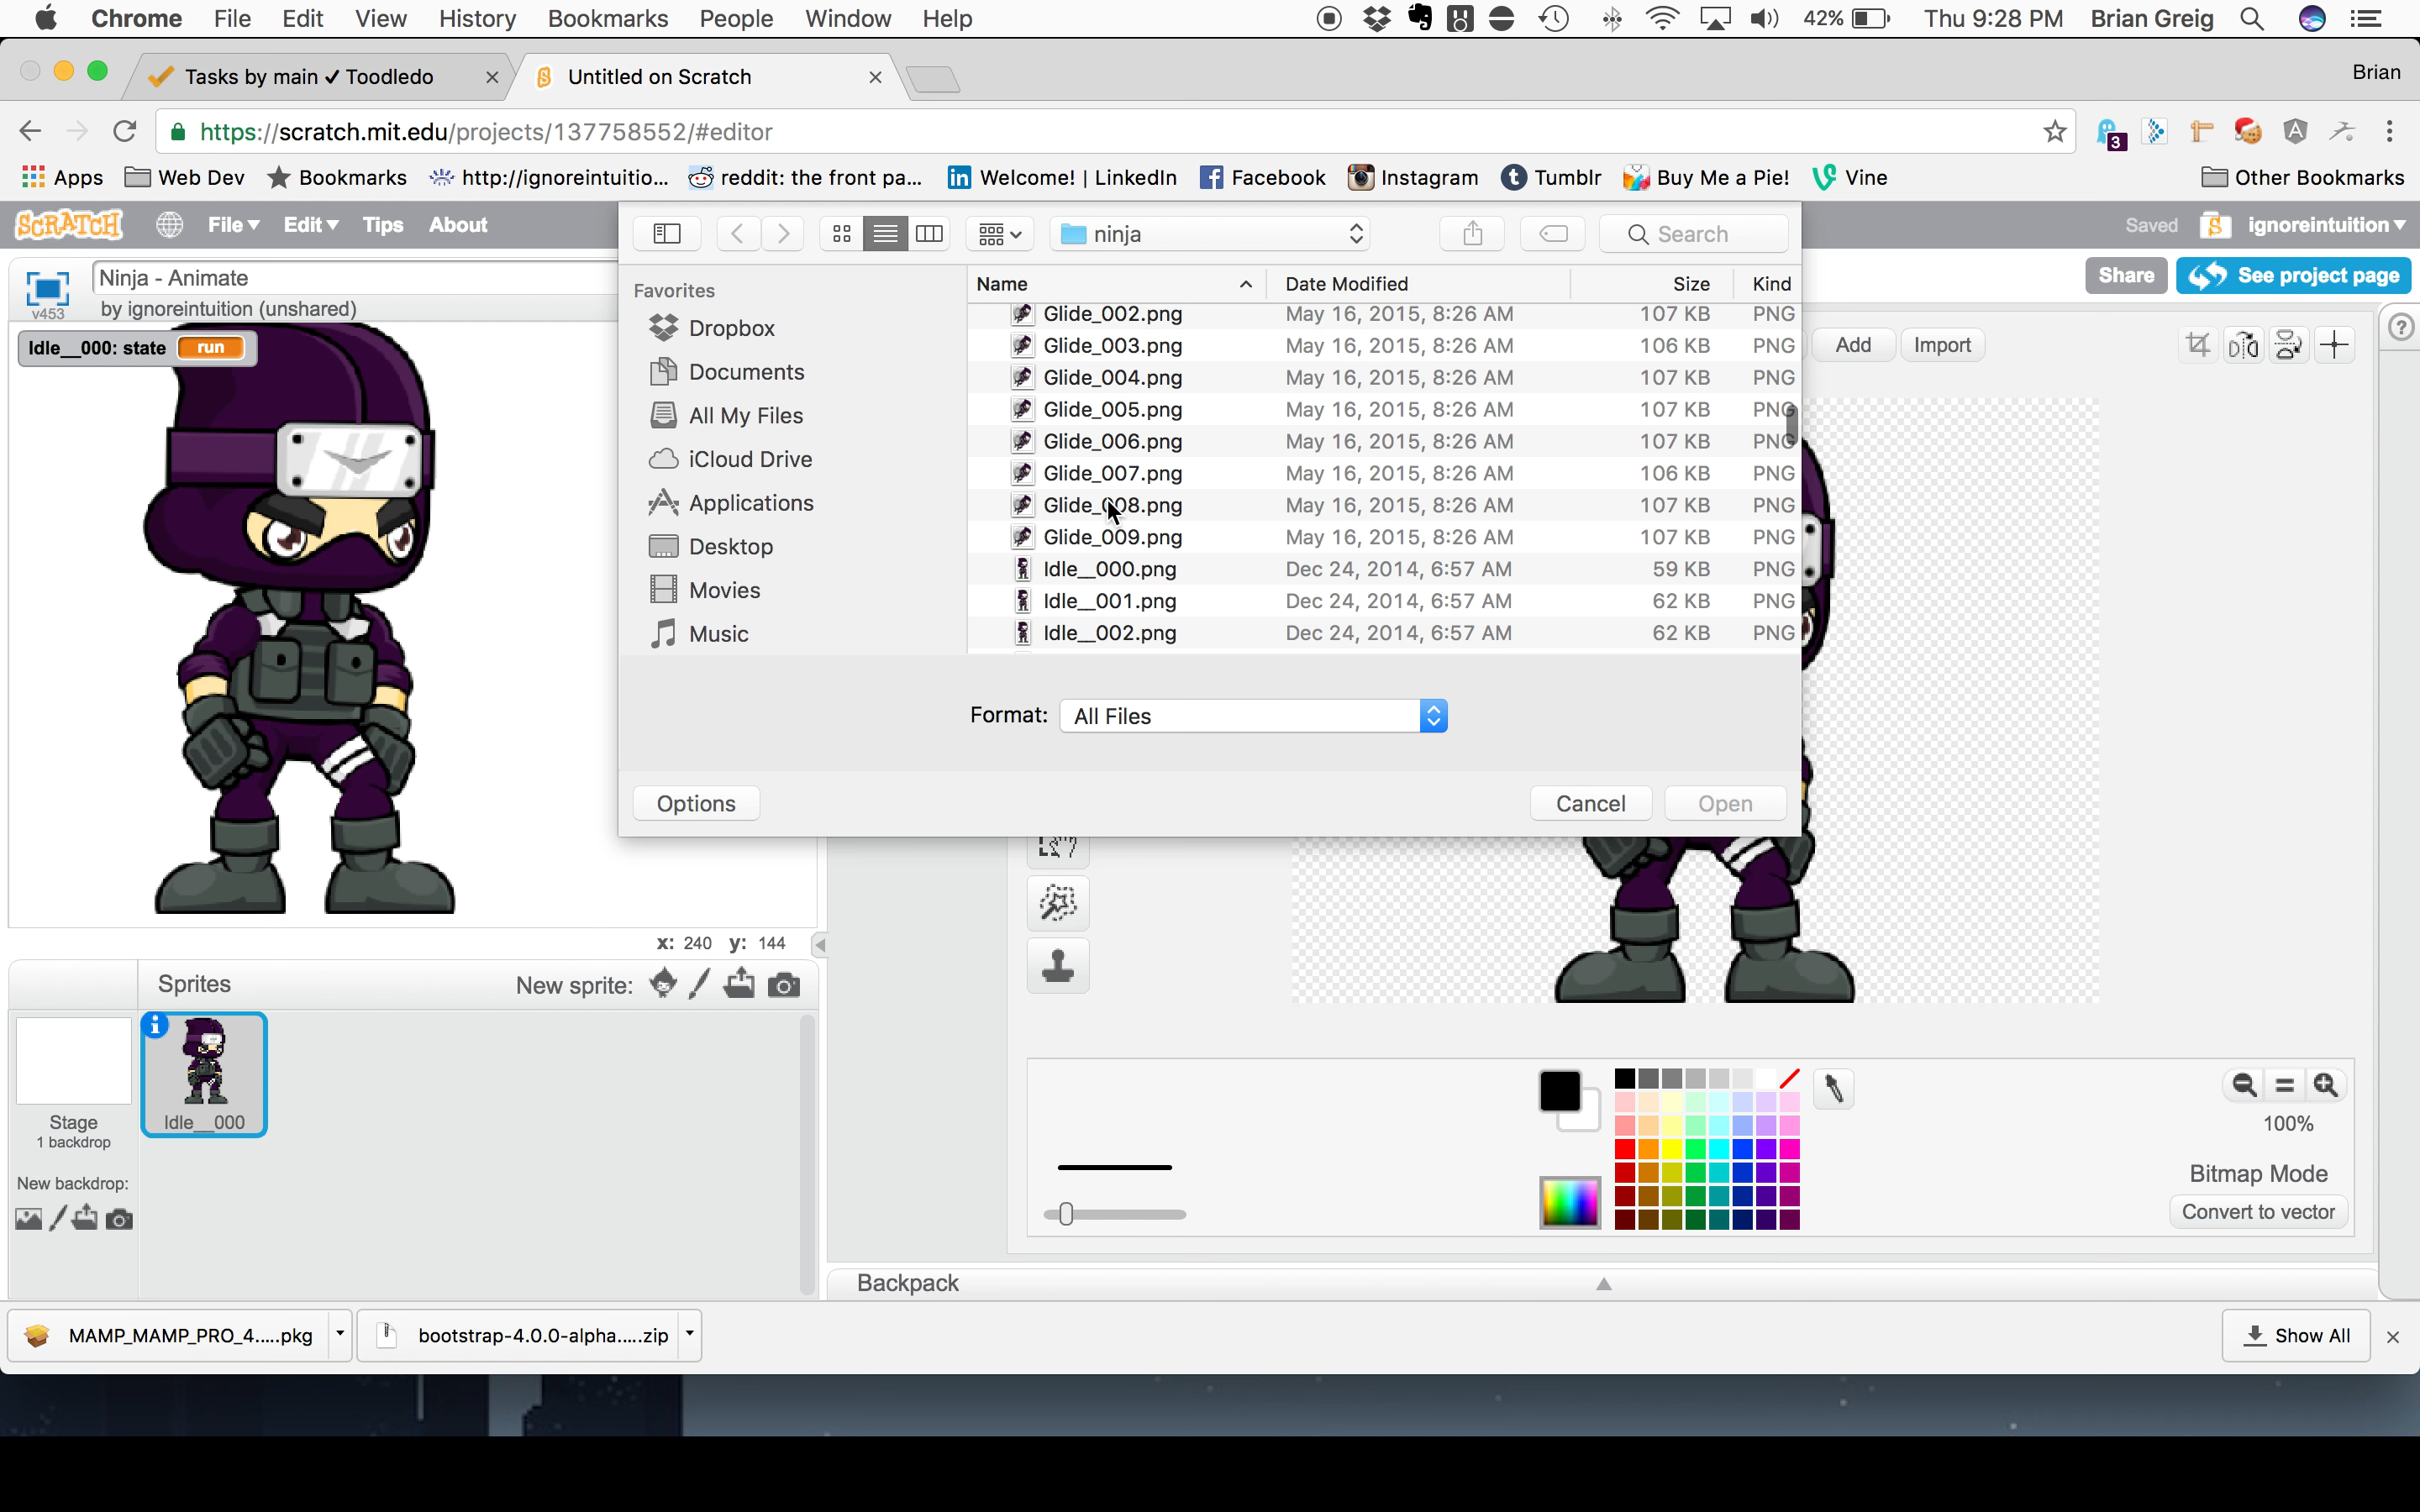 Chrome File Edit View History Bookmarks People Window Help 42% Thu 9:28 PM Brian Greig
Tasks by main ✓ Toodledo Untitled on Scratch Brian
https://scratch.mit.edu/projects/137758552/#editor 3
Apps Web Dev Bookmarks http://ignoreintuitio... reddit: the front pa... Welcome! | LinkedIn Facebook Instagram Tumblr Buy Me a Pie! Vine Other Bookmarks
SCRATCH File Edit Tips About Saved ignoreintuition
Ninja - Animate
by ignoreintuition (unshared)
v453
Share See project page
Idle__000: state run
ninja Search
Favorites
Dropbox
Documents
All My Files
iCloud Drive
Applications
Desktop
Movies
Music
Name Date Modified Size Kind
Glide_002.png May 16, 2015, 8:26 AM 107 KB PNG
Glide_003.png May 16, 2015, 8:26 AM 106 KB PNG
Glide_004.png May 16, 2015, 8:26 AM 107 KB PNG
Glide_005.png May 16, 2015, 8:26 AM 107 KB PNG
Glide_006.png May 16, 2015, 8:26 AM 107 KB PNG
Glide_007.png May 16, 2015, 8:26 AM 106 KB PNG
Glide_008.png May 16, 2015, 8:26 AM 107 KB PNG
Glide_009.png May 16, 2015, 8:26 AM 107 KB PNG
Idle__000.png Dec 24, 2014, 6:57 AM 59 KB PNG
Idle__001.png Dec 24, 2014, 6:57 AM 62 KB PNG
Idle__002.png Dec 24, 2014, 6:57 AM 62 KB PNG
Format: All Files
Options Cancel Open
Add Import
x: 240 y: 144
Sprites New sprite:
Idle__000
Stage
1 backdrop
New backdrop:
100%
Bitmap Mode
Convert to vector
Backpack
MAMP_MAMP_PRO_4.....pkg bootstrap-4.0.0-alpha.....zip Show All